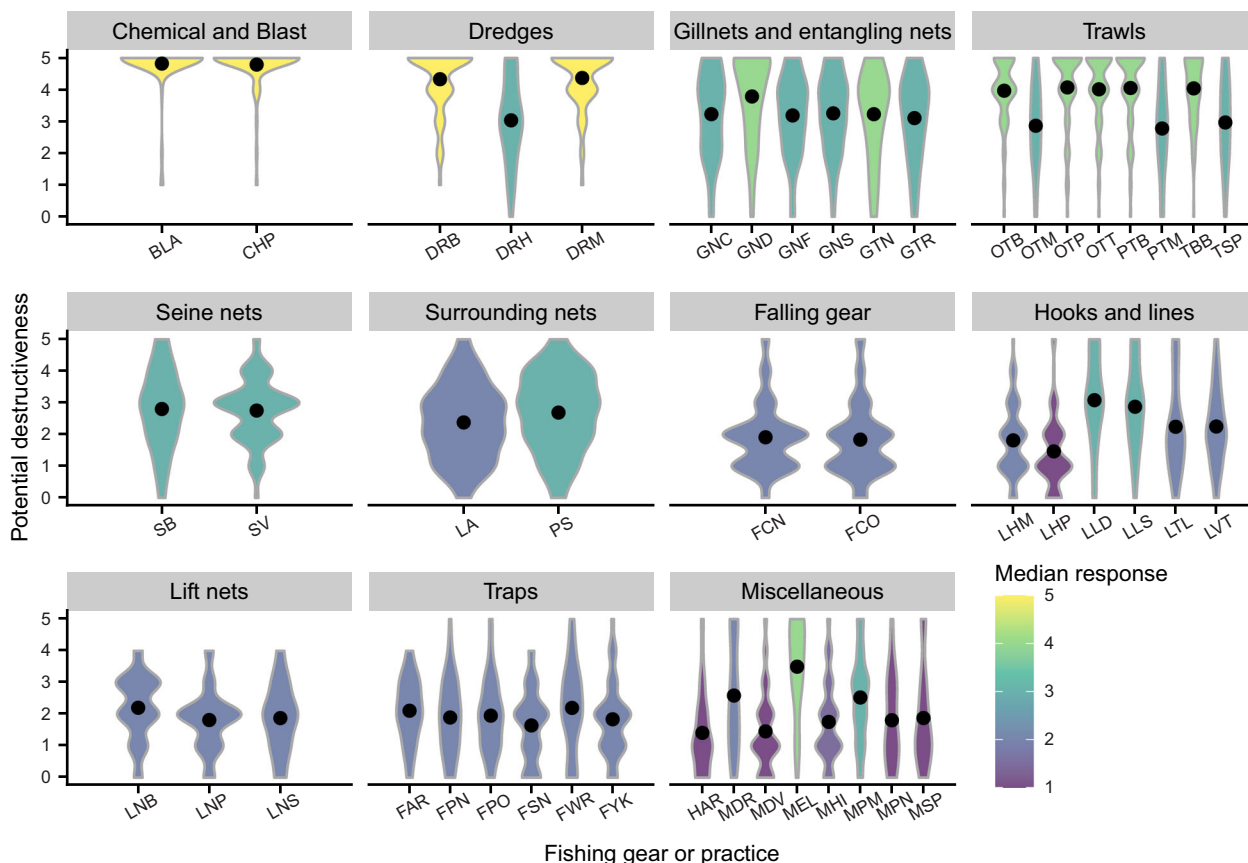 Chemical and Blast
Dredges
Gillnets and entangling nets
Trawls
5
4
3
2
1
0
BLA
CHP
DRB
DRH
DRM
GNC
GND
GNF
GNS
GTN
GTR
OTB
OTM
OTP
OTT
PTB
PTM
TBB
TSP
Potential destructiveness
Seine nets
Surrounding nets
Falling gear
Hooks and lines
5
4
3
2
1
0
SB
SV
LA
PS
FCN
FCO
LHM
LHP
LLD
LLS
LTL
LVT
Lift nets
Traps
Miscellaneous
5
4
3
2
1
0
LNB
LNP
LNS
FAR
FPN
FPO
FSN
FWR
FYK
HAR
MDR
MDV
MEL
MHI
MPM
MPN
MSP
Median response
5
4
3
2
1
Fishing gear or practice